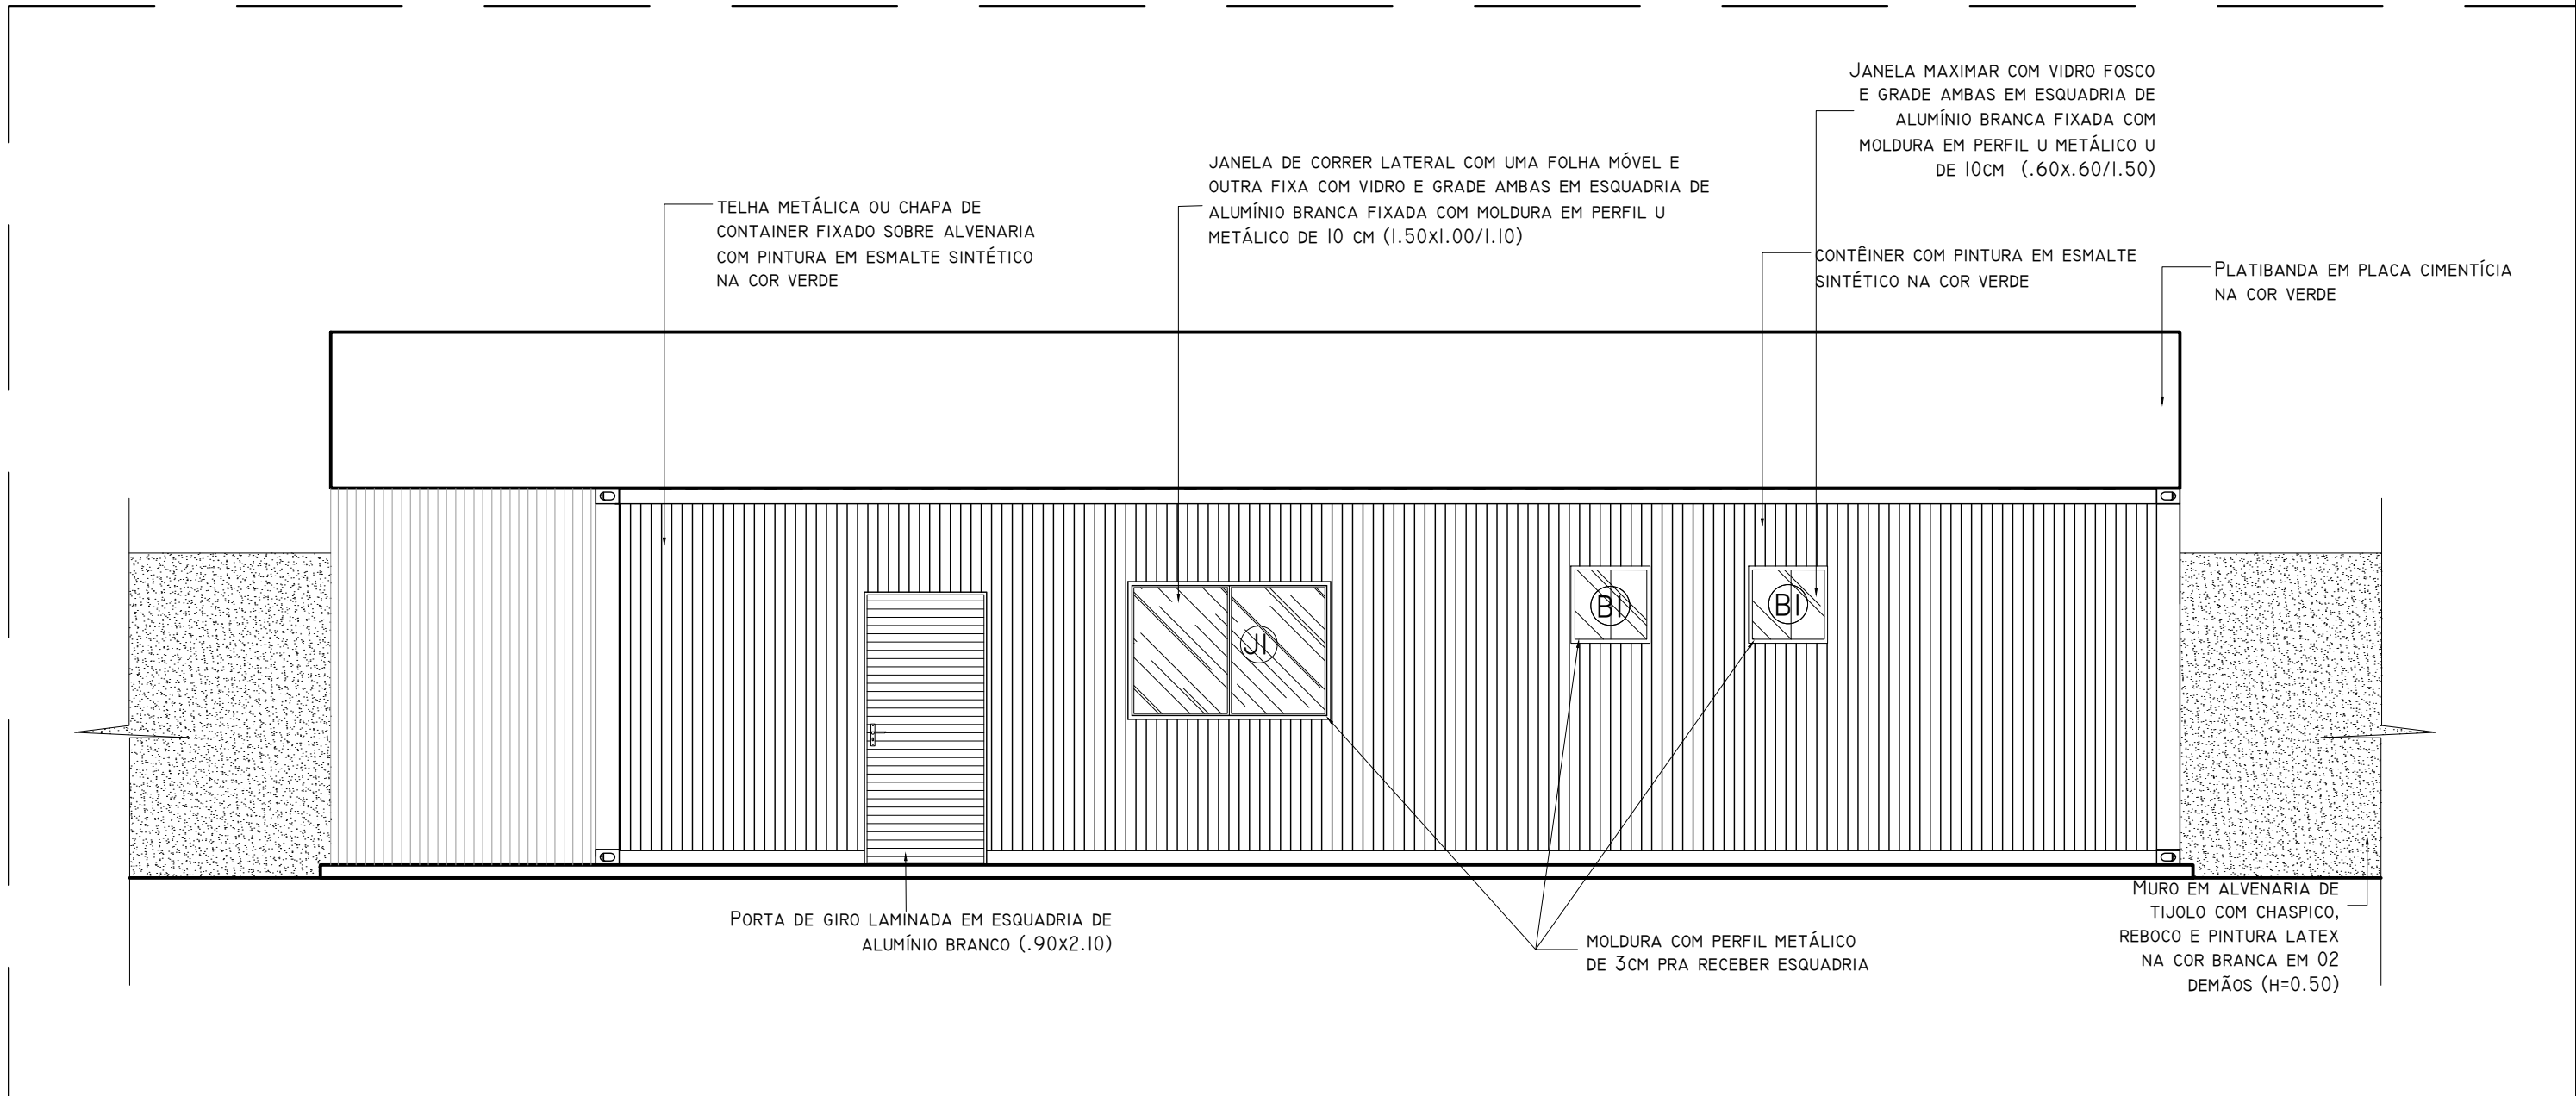 JANELA MAXIMAR COM VIDRO FOSCO
E GRADE AMBAS EM ESQUADRIA DE
ALUMÍNIO BRANCA FIXADA COM
MOLDURA EM PERFIL U METÁLICO U
DE 10CM (.60X.60/1.50)
JANELA DE CORRER LATERAL COM UMA FOLHA MÓVEL E
OUTRA FIXA COM VIDRO E GRADE AMBAS EM ESQUADRIA DE
ALUMÍNIO BRANCA FIXADA COM MOLDURA EM PERFIL U
METÁLICO DE 10 CM (1.50X1.00/1.10)
TELHA METÁLICA OU CHAPA DE
CONTAINER FIXADO SOBRE ALVENARIA
COM PINTURA EM ESMALTE SINTÉTICO
NA COR VERDE
CONTÊINER COM PINTURA EM ESMALTE
SINTÉTICO NA COR VERDE
PLATIBANDA EM PLACA CIMENTÍCIA
NA COR VERDE
B1
B1
J1
PORTA DE GIRO LAMINADA EM ESQUADRIA DE
ALUMÍNIO BRANCO (.90X2.10)
MOLDURA COM PERFIL METÁLICO
DE 3CM PRA RECEBER ESQUADRIA
MURO EM ALVENARIA DE
TIJOLO COM CHASPICO,
REBOCO E PINTURA LATEX
NA COR BRANCA EM 02
DEMÃOS (H=0.50)